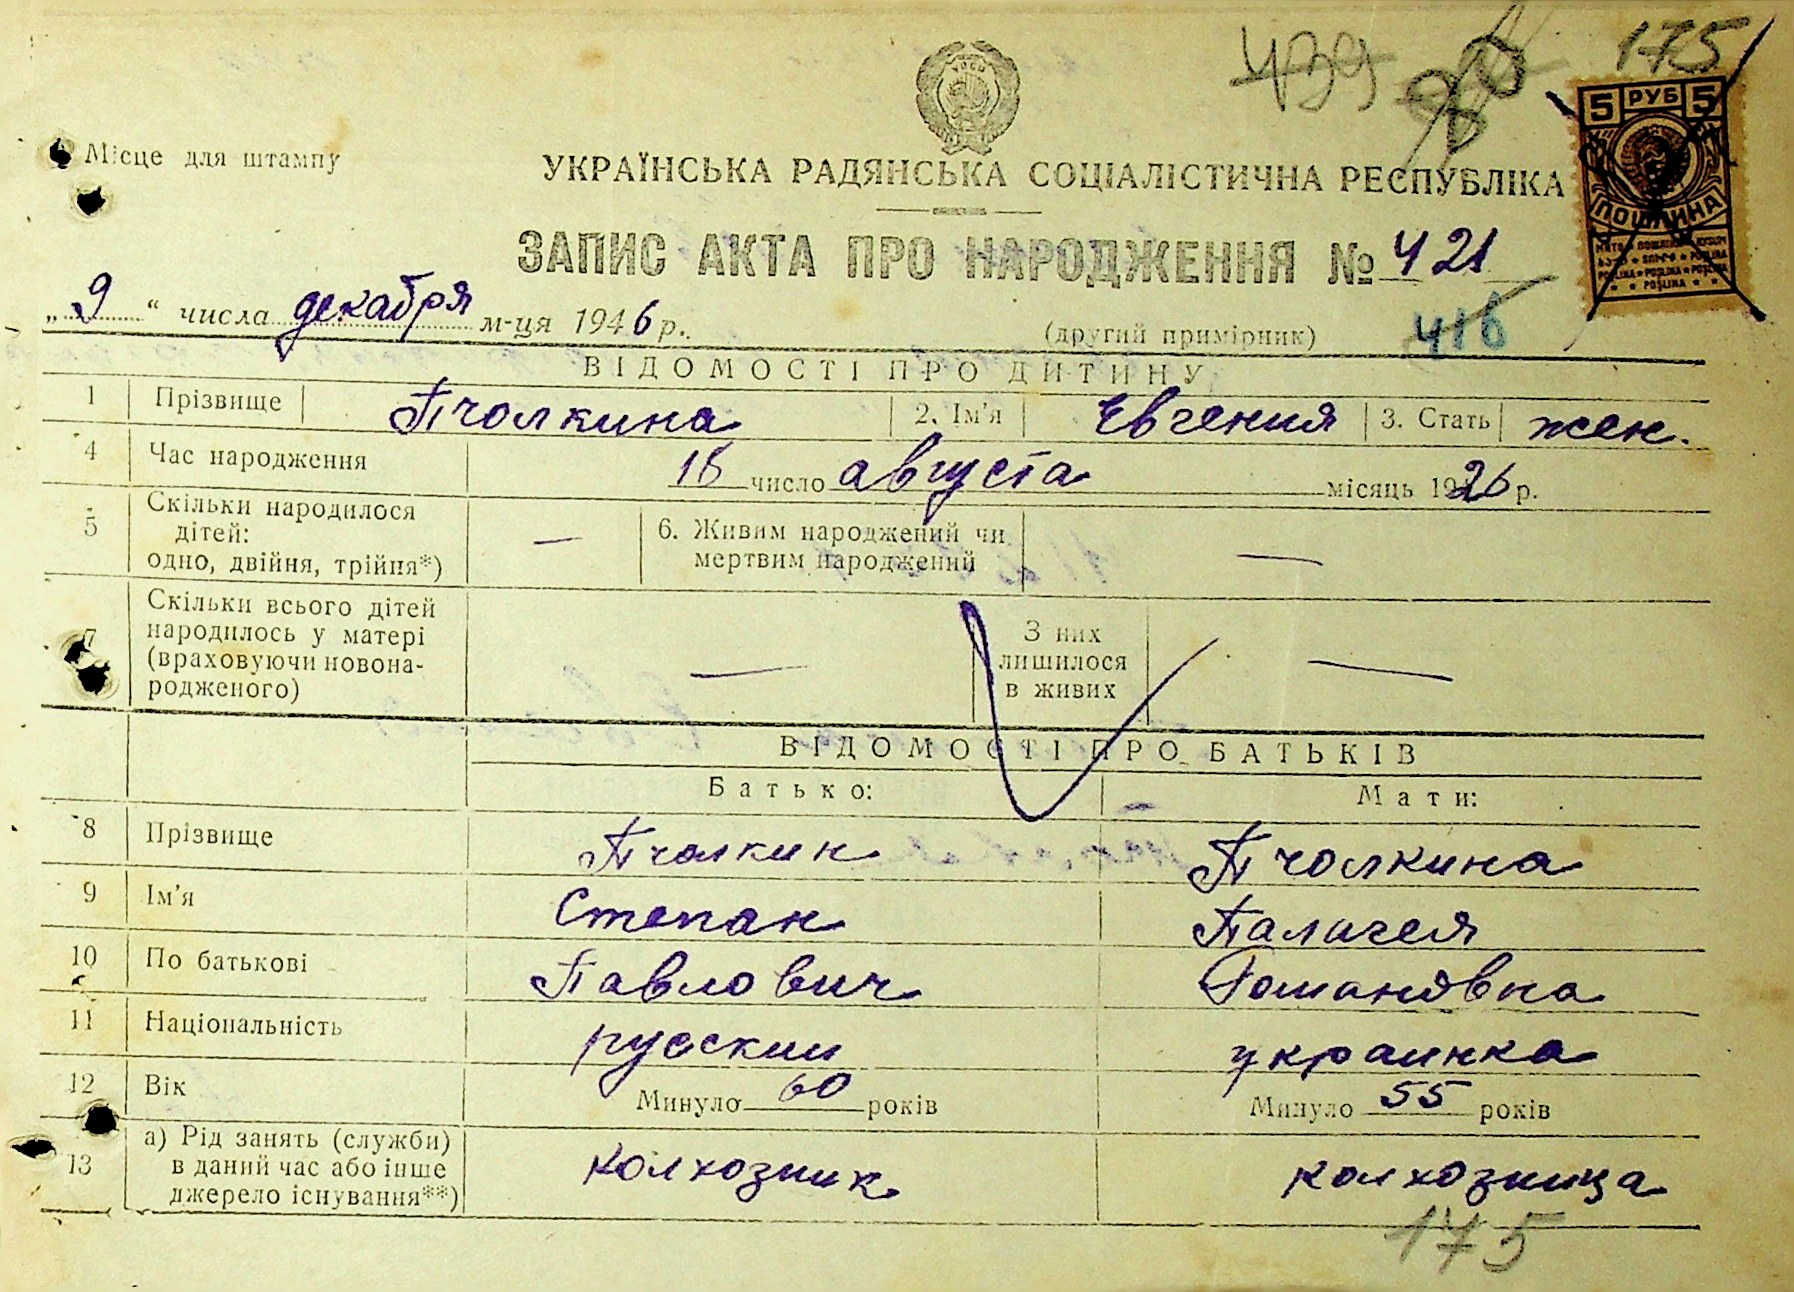 439 175
5 РУБ 5
УРСР
Місце для штампу
УКРАЇНСЬКА РАДЯНСЬКА СОЦІАЛІСТИЧНА РЕСПУБЛІКА
ПОШЛИНА
ЗАПИС АКТА ПРО НАРОДЖЕННЯ № 421
POŠLINA
„9“ числа декабря м-ця 1946 р.
(другий примірник) 416
ВІДОМОСТІ ПРО ДИТИНУ
1 Прізвище Пчолкина 2. Ім'я Евгения 3. Стать жен.
4 Час народження 18 число августа місяць 1926 р.
5 Скільки народилося дітей: одно, двійня, трійня*) — 6. Живим народжений чи мертвим народжений —
7 Скільки всього дітей народилось у матері (враховуючи новонародженого) — З них лишилося в живих —
ВІДОМОСТІ ПРО БАТЬКІВ
Батько: Мати:
8 Прізвище Пчолкин Пчолкина
9 Ім'я Степан Палагея
10 По батькові Павлович Романовна
11 Національність русский украинка
12 Вік Минуло 60 років Минуло 55 років
13 а) Рід занять (служби) в даний час або інше джерело існування**) колхозник колхозница
175